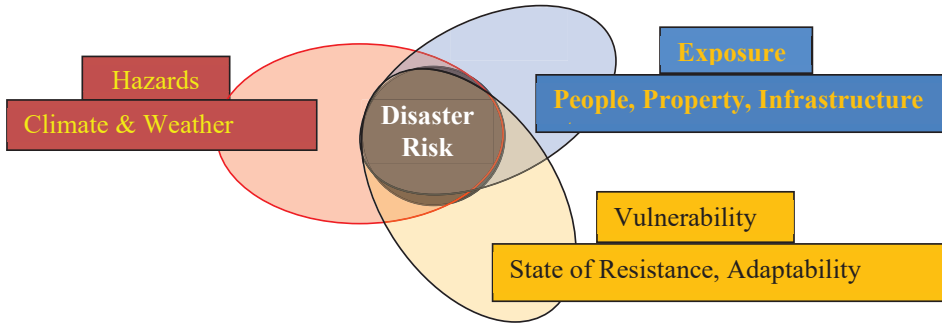 Hazards
Climate & Weather
Disaster
Risk
Exposure
People, Property, Infrastructure
Vulnerability
State of Resistance, Adaptability